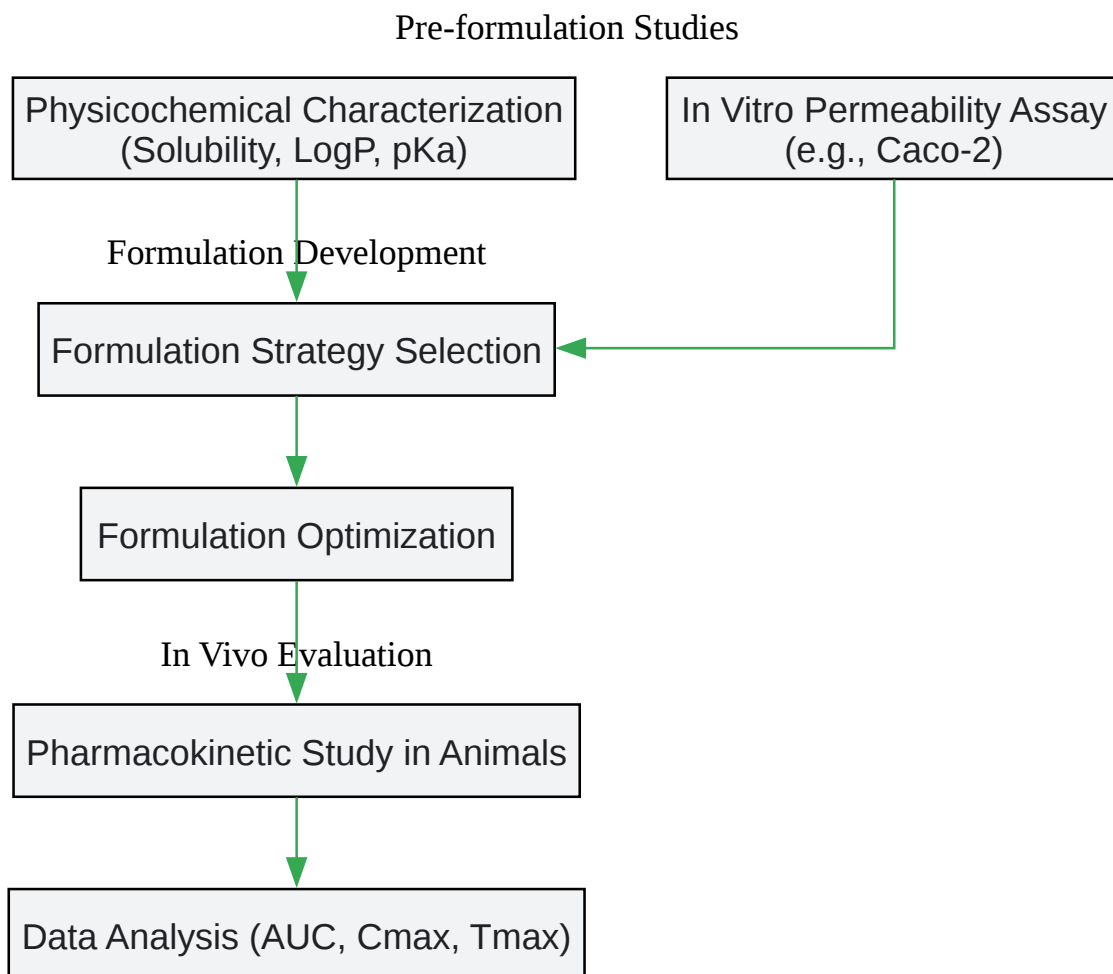 Pre-formulation Studies
Physicochemical Characterization
(Solubility, LogP, pKa)
In Vitro Permeability Assay
(e.g., Caco-2)
Formulation Development
Formulation Strategy Selection
Formulation Optimization
In Vivo Evaluation
Pharmacokinetic Study in Animals
Data Analysis (AUC, Cmax, Tmax)